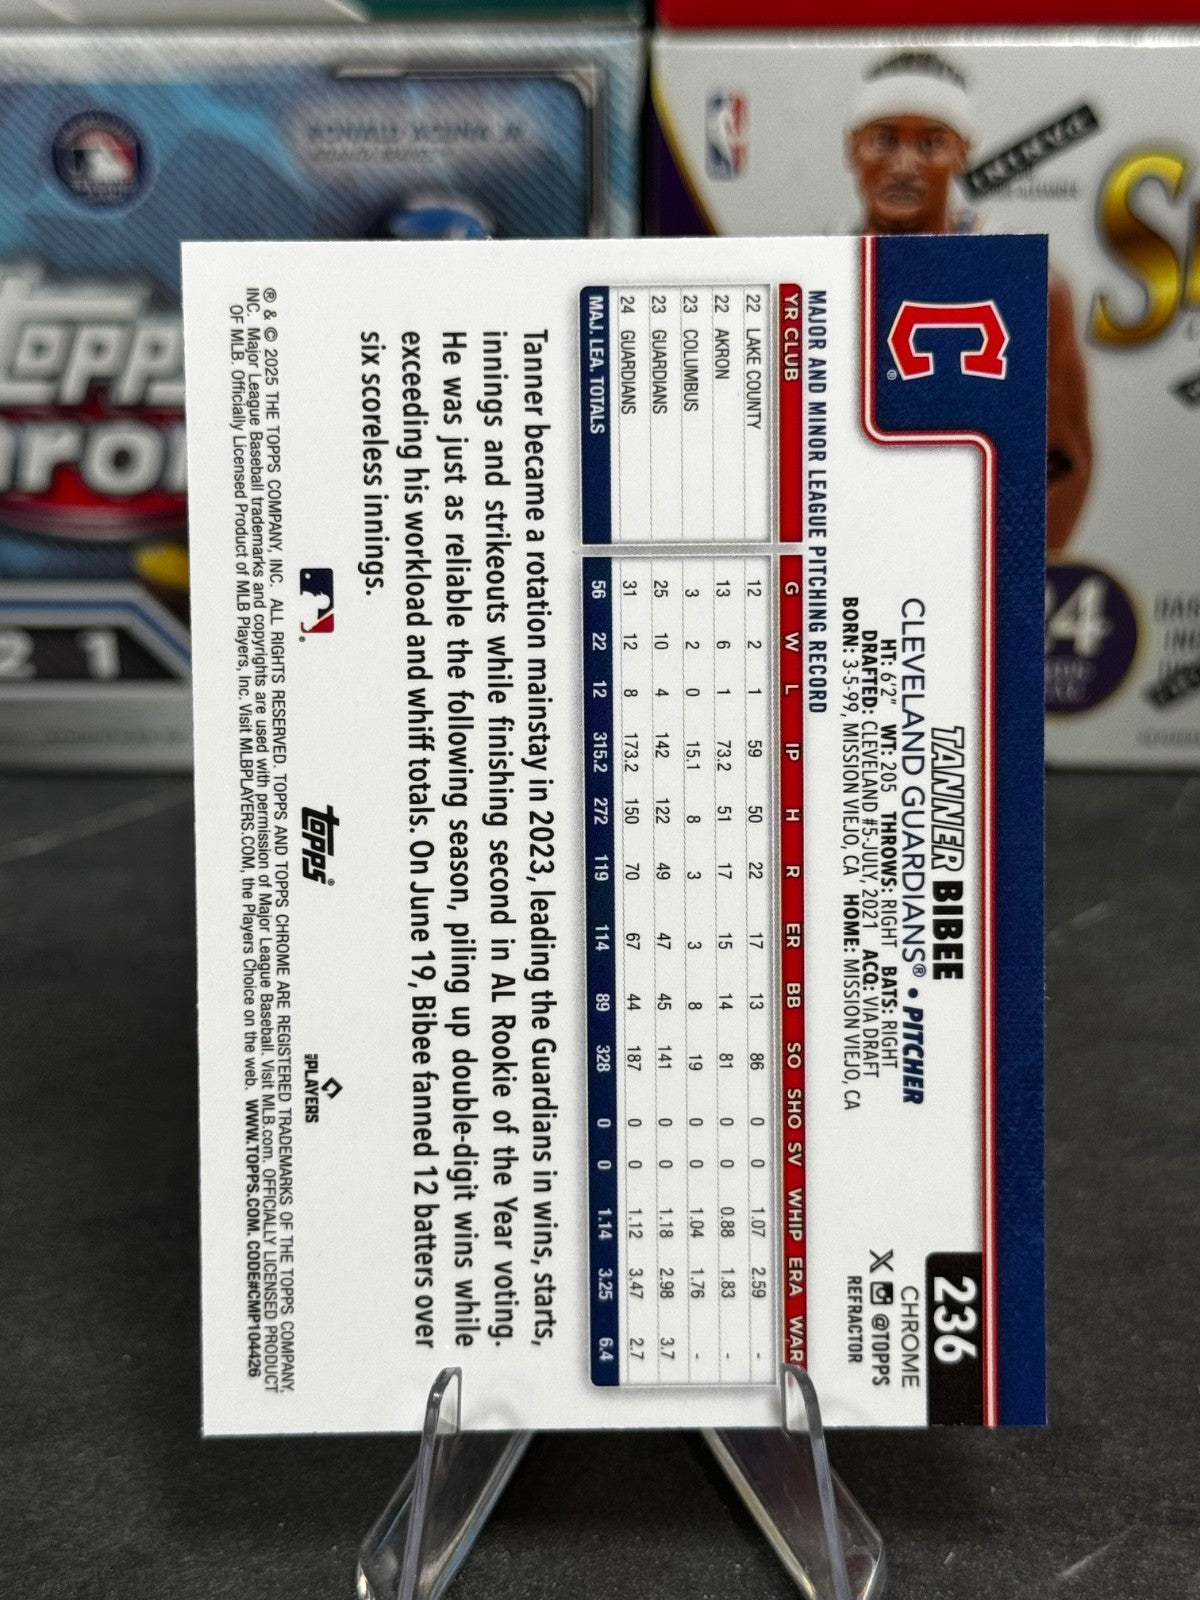 TANNER BIBEE
CLEVELAND GUARDIANS® • PITCHER
HT: 6'2" WT: 205 THROWS: RIGHT BATS: RIGHT
DRAFTED: CLEVELAND #5-JULY, 2021 ACQ: VIA DRAFT
BORN: 3-5-99, MISSION VIEJO, CA HOME: MISSION VIEJO, CA
236
CHROME
X @TOPPS
REFRACTOR
C®
MAJOR AND MINOR LEAGUE PITCHING RECORD
YR CLUB G W L IP H R ER BB SO SHO SV WHIP ERA WAR
22 LAKE COUNTY 12 2 1 59 50 22 17 13 86 0 0 1.07 2.59 -
22 AKRON 13 6 1 73.2 51 17 15 14 81 0 0 0.88 1.83 -
23 COLUMBUS 3 2 0 15.1 8 3 3 8 19 0 0 1.04 1.76 -
23 GUARDIANS 25 10 4 142 122 49 47 45 141 0 0 1.18 2.98 3.7
24 GUARDIANS 31 12 8 173.2 150 70 67 44 187 0 0 1.12 3.47 2.7
MAJ. LEA. TOTALS 56 22 12 315.2 272 119 114 89 328 0 0 1.14 3.25 6.4
Tanner became a rotation mainstay in 2023, leading the Guardians in wins, starts,
innings and strikeouts while finishing second in AL Rookie of the Year voting.
He was just as reliable the following season, piling up double-digit wins while
exceeding his workload and whiff totals. On June 19, Bibee fanned 12 batters over
six scoreless innings.
topps®
PLAYERS
® & © 2025 THE TOPPS COMPANY, INC. ALL RIGHTS RESERVED. TOPPS AND TOPPS CHROME ARE REGISTERED TRADEMARKS OF THE TOPPS COMPANY,
INC. Major League Baseball trademarks and copyrights are used with permission of Major League Baseball. Visit MLB.com. OFFICIALLY LICENSED PRODUCT
OF MLB. Officially Licensed Product of MLB Players, Inc. Visit MLBPLAYERS.COM, the Players Choice on the web. WWW.TOPPS.COM. CODE#CMP104426